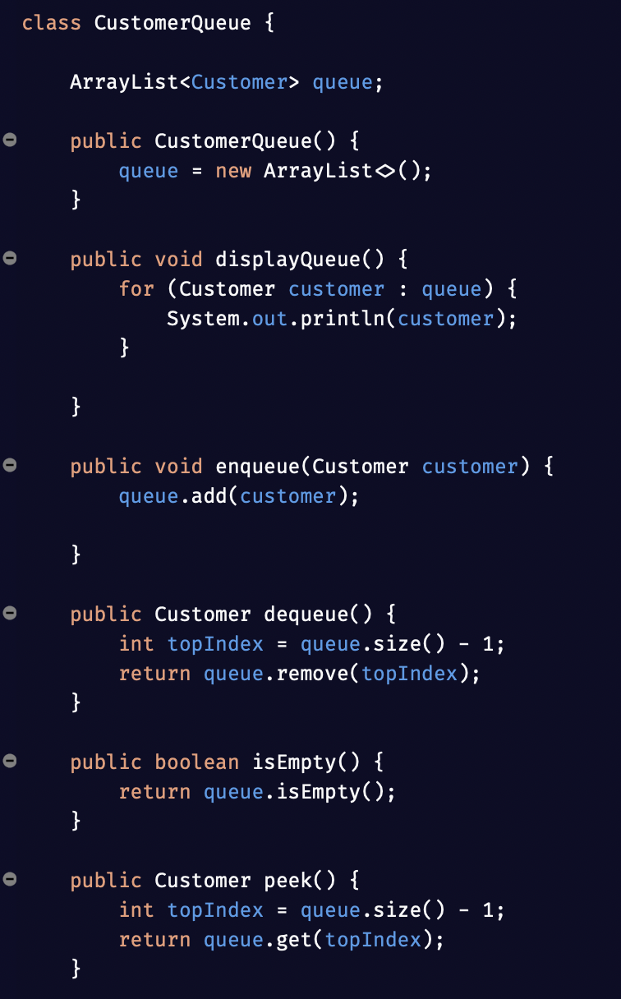 class CustomerQueue {
ArrayList<Customer> queue;
public CustomerQueue() {
queue = new ArrayList<>();
}
public void displayQueue() {
for (Customer customer : queue) {
System.out.println(customer);
}
}
public void enqueue(Customer customer) {
queue.add(customer);
}
public Customer dequeue() {
int topIndex = queue.size() - 1;
return queue.remove(topIndex);
}
public boolean isEmpty() {
return queue.isEmpty();
}
public Customer peek() {
int topIndex = queue.size() - 1;
return queue.get(topIndex);
}